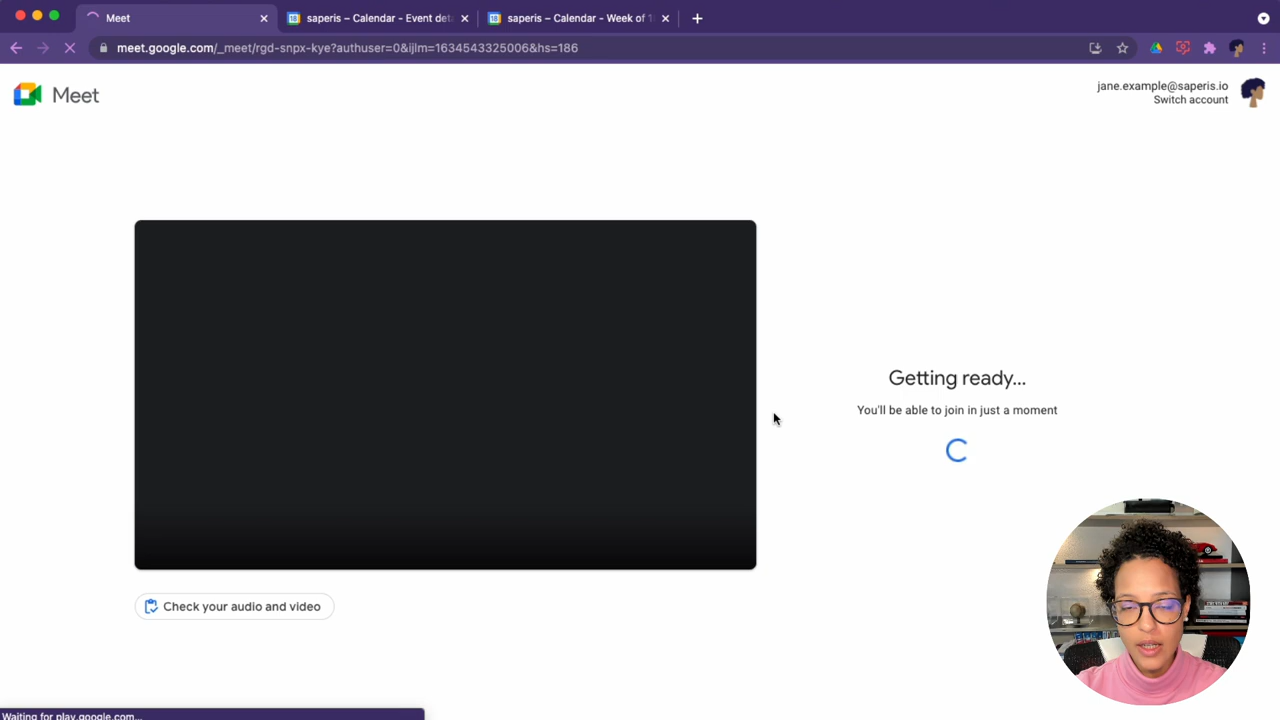 Meet
saperis – Calendar - Event det
saperis – Calendar - Week of 1
meet.google.com/_meet/rgd-snpx-kye?authuser=0&ijlm=1634543325006&hs=186
Meet
jane.example@saperis.io
Switch account
Getting ready...
You'll be able to join in just a moment
Check your audio and video
Waiting for play.google.com...